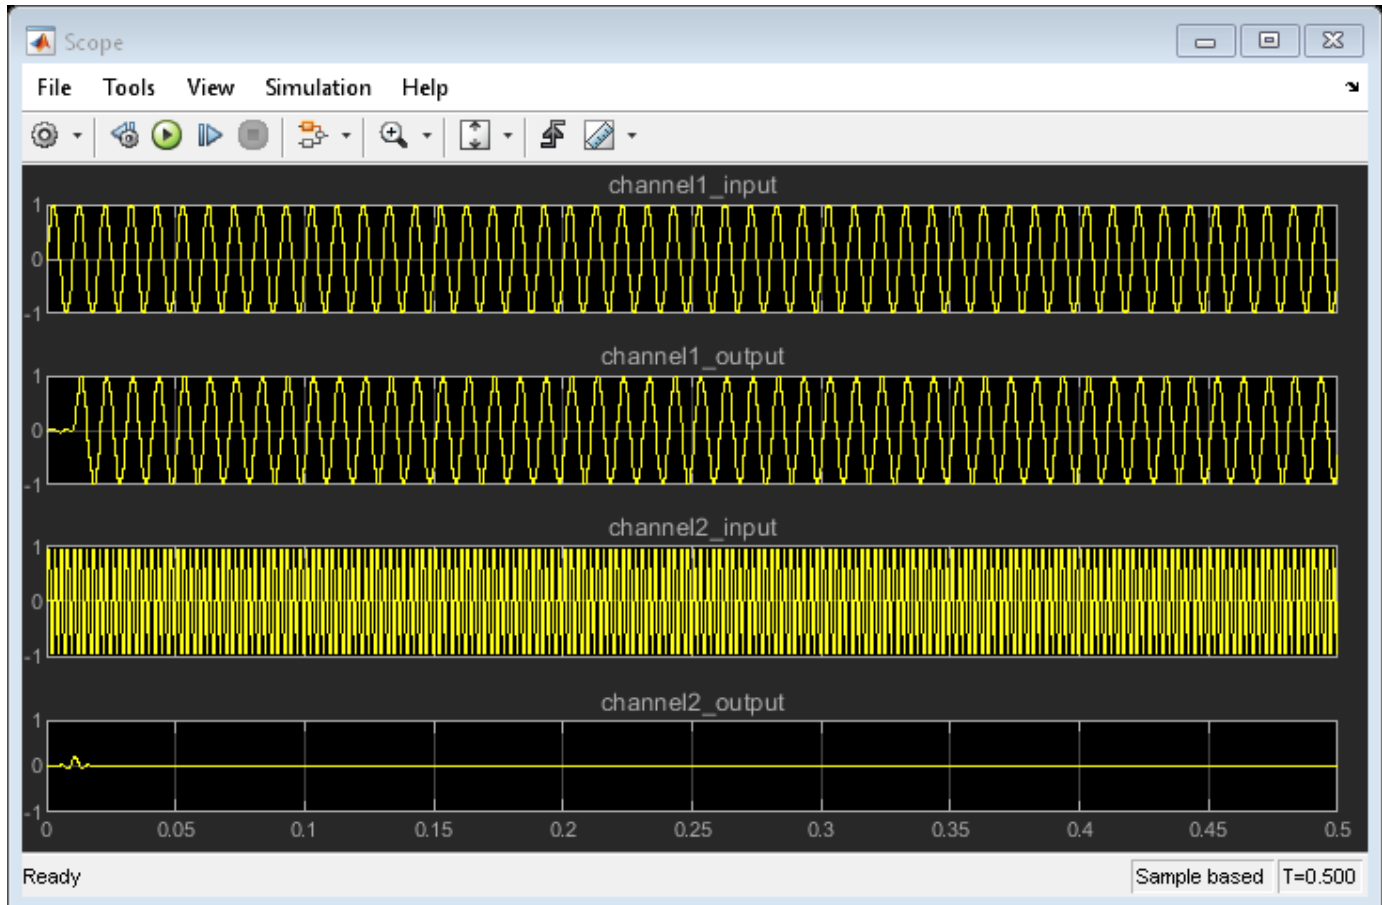 Scope
File Tools View Simulation Help
channel1_input
1
0
-1
channel1_output
1
0
-1
channel2_input
1
0
-1
channel2_output
1
0
-1
0 0.05 0.1 0.15 0.2 0.25 0.3 0.35 0.4 0.45 0.5
Ready Sample based T=0.500